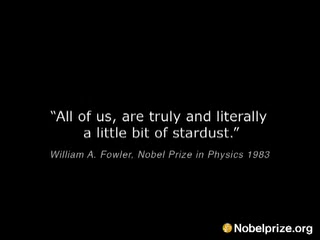 “All of us, are truly and literally
a little bit of stardust.”
William A. Fowler, Nobel Prize in Physics 1983
Nobelprize.org